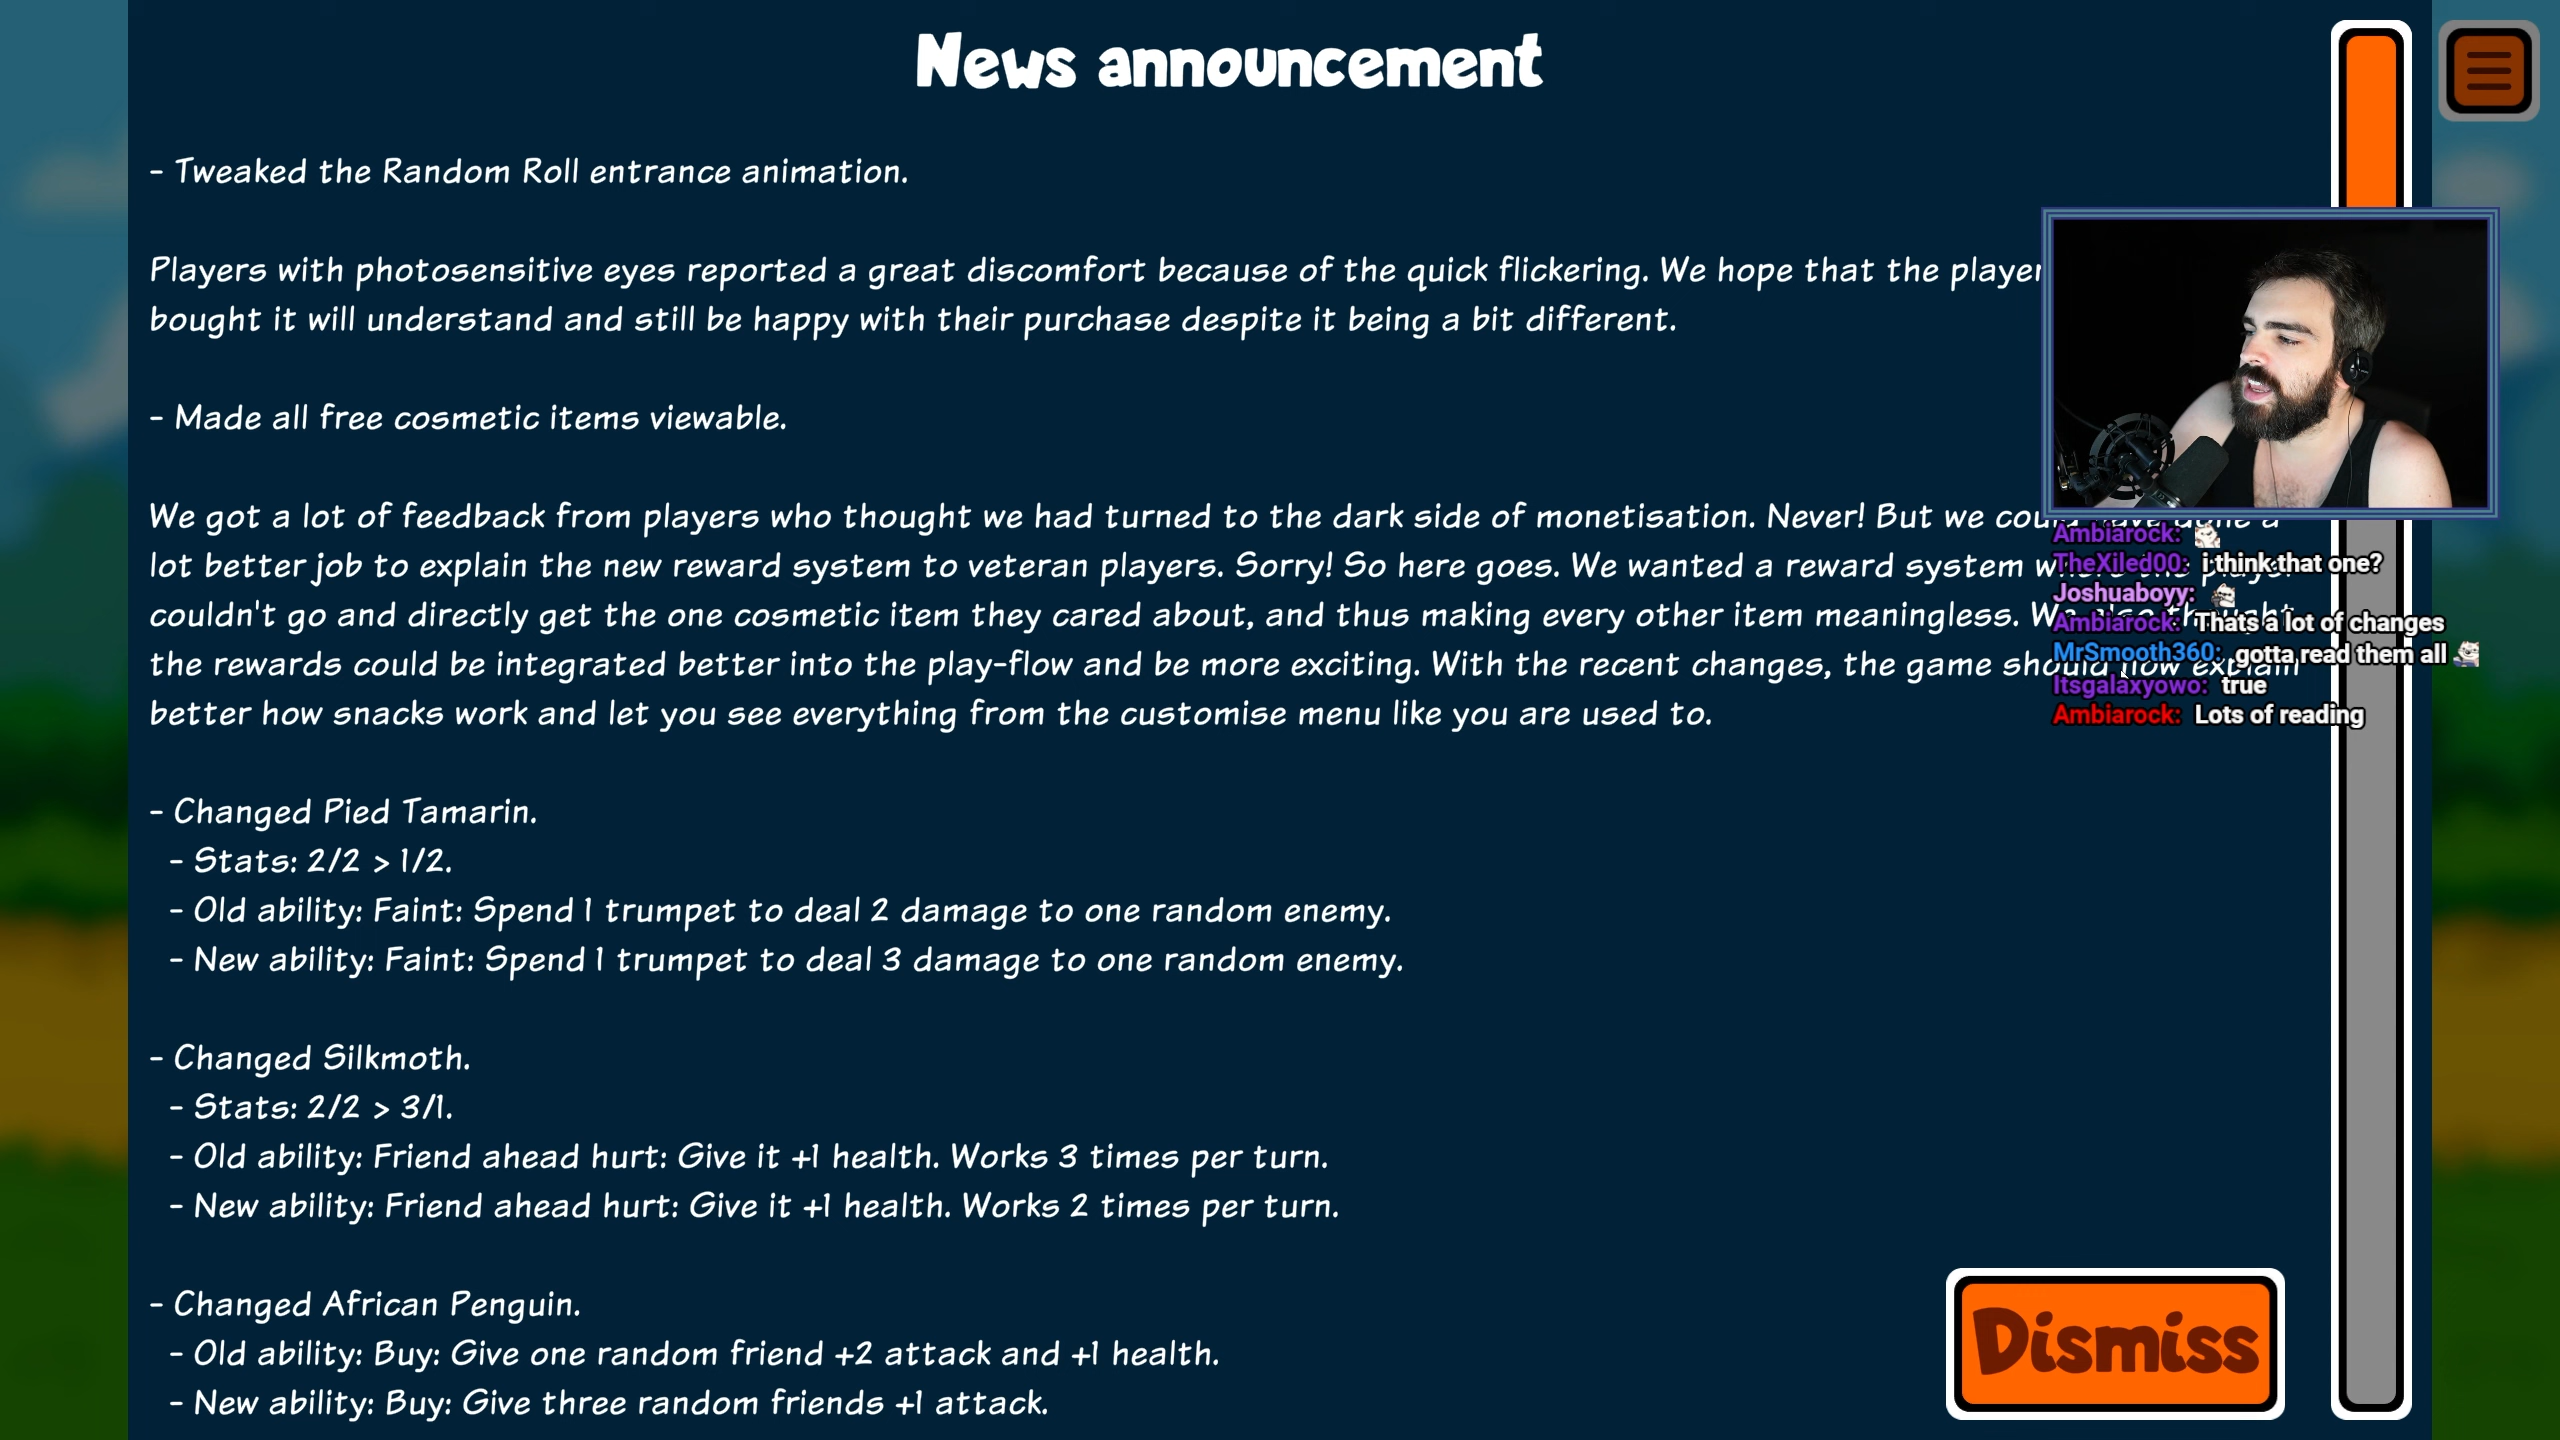 News announcement
- Tweaked the Random Roll entrance animation.
Players with photosensitive eyes reported a great discomfort because of the quick flickering. We hope that the
bought it will understand and still be happy with their purchase despite it being a bit different.
- Made all free cosmetic items viewable.
We got a lot of feedback from players who thought we had turned to the dark side of monetisation. Never! But we could have done a
lot better job to explain the new reward system to veteran players. Sorry! So here goes. We wanted a reward system where the player
couldn't go and directly get the one cosmetic item they cared about, and thus making every other item meaningless. We also thought
the rewards could be integrated better into the play-flow and be more exciting. With the recent changes, the game should now explain
better how snacks work and let you see everything from the customise menu like you are used to.
- Changed Pied Tamarin.
- Stats: 2/2 > 1/2.
- Old ability: Faint: Spend 1 trumpet to deal 2 damage to one random enemy.
- New ability: Faint: Spend 1 trumpet to deal 3 damage to one random enemy.
- Changed Silkmoth.
- Stats: 2/2 > 3/1.
- Old ability: Friend ahead hurt: Give it +1 health. Works 3 times per turn.
- New ability: Friend ahead hurt: Give it +1 health. Works 2 times per turn.
- Changed African Penguin.
- Old ability: Buy: Give one random friend +2 attack and +1 health.
- New ability: Buy: Give three random friends +1 attack.
Ambiarock:
TheXiled00: i think that one?
Joshuaboyy:
Ambiarock: Thats a lot of changes
MrSmooth360: gotta read them all
Itsgalaxyowo: true
Ambiarock: Lots of reading
Dismiss